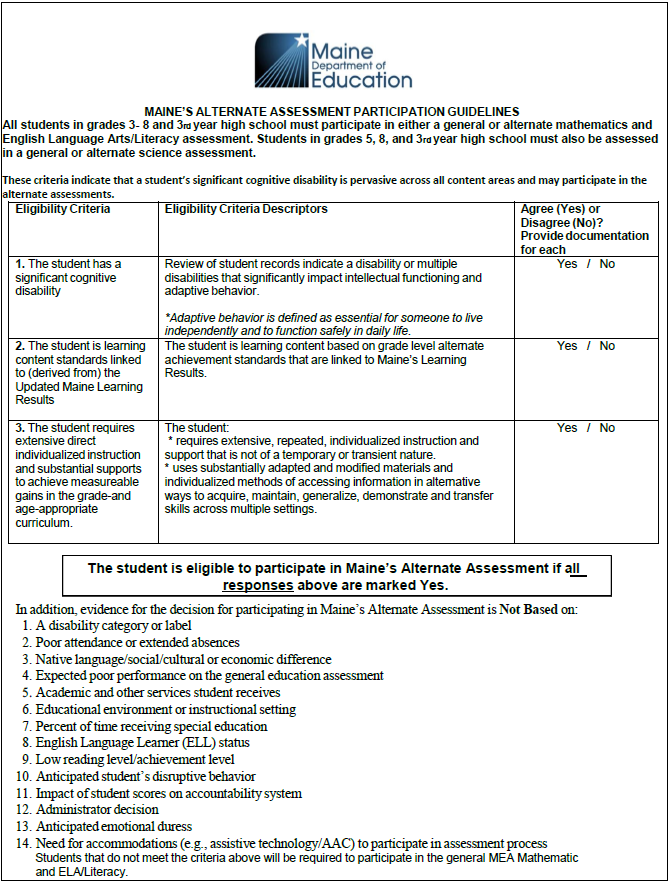 Maine
Department of
Education
MAINE'S ALTERNATE ASSESSMENT PARTICIPATION GUIDELINES
All students in grades 3- 8 and 3rd year high school must participate in either a general or alternate mathematics and
English Language Arts/Literacy assessment. Students in grades 5, 8, and 3rd year high school must also be assessed
in a general or alternate science assessment.
These criteria indicate that a student's significant cognitive disability is pervasive across all content areas and may participate in the
alternate assessments.
Eligibility Criteria
Eligibility Criteria Descriptors
Agree (Yes) or
Disagree (No)?
Provide documentation
for each
1. The student has a
significant cognitive
disability
Review of student records indicate a disability or multiple
disabilities that significantly impact intellectual functioning and
adaptive behavior.
*Adaptive behavior is defined as essential for someone to live
independently and to function safely in daily life.
Yes / No
2. The student is learning
content standards linked
to (derived from) the
Updated Maine Learning
Results
The student is learning content based on grade level alternate
achievement standards that are linked to Maine's Learning
Results.
Yes / No
3. The student requires
extensive direct
individualized instruction
and substantial supports
to achieve measureable
gains in the grade-and
age-appropriate
curriculum.
The student:
* requires extensive, repeated, individualized instruction and
support that is not of a temporary or transient nature.
* uses substantially adapted and modified materials and
individualized methods of accessing information in alternative
ways to acquire, maintain, generalize, demonstrate and transfer
skills across multiple settings.
Yes / No
The student is eligible to participate in Maine's Alternate Assessment if all
responses above are marked Yes.
In addition, evidence for the decision for participating in Maine's Alternate Assessment is Not Based on:
1. A disability category or label
2. Poor attendance or extended absences
3. Native language/social/cultural or economic difference
4. Expected poor performance on the general education assessment
5. Academic and other services student receives
6. Educational environment or instructional setting
7. Percent of time receiving special education
8. English Language Learner (ELL) status
9. Low reading level/achievement level
10. Anticipated student's disruptive behavior
11. Impact of student scores on accountability system
12. Administrator decision
13. Anticipated emotional duress
14. Need for accommodations (e.g., assistive technology/AAC) to participate in assessment process
Students that do not meet the criteria above will be required to participate in the general MEA Mathematic
and ELA/Literacy.